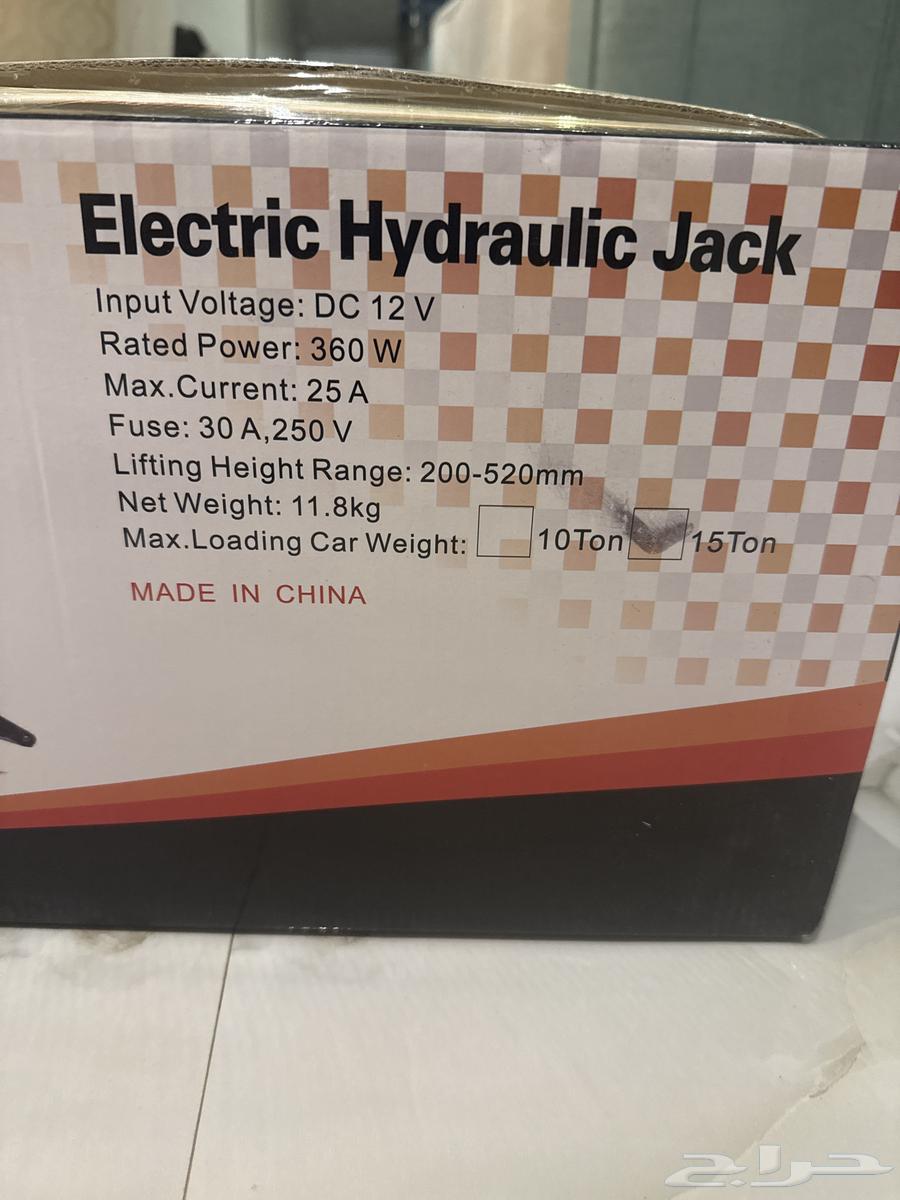 Electric Hydraulic Jack
Input Voltage: DC 12 V
Rated Power: 360 W
Max.Current: 25 A
Fuse: 30 A,250 V
Lifting Height Range: 200-520mm
Net Weight: 11.8kg
Max.Loading Car Weight: 10Ton 15Ton
MADE IN CHINA
حراج